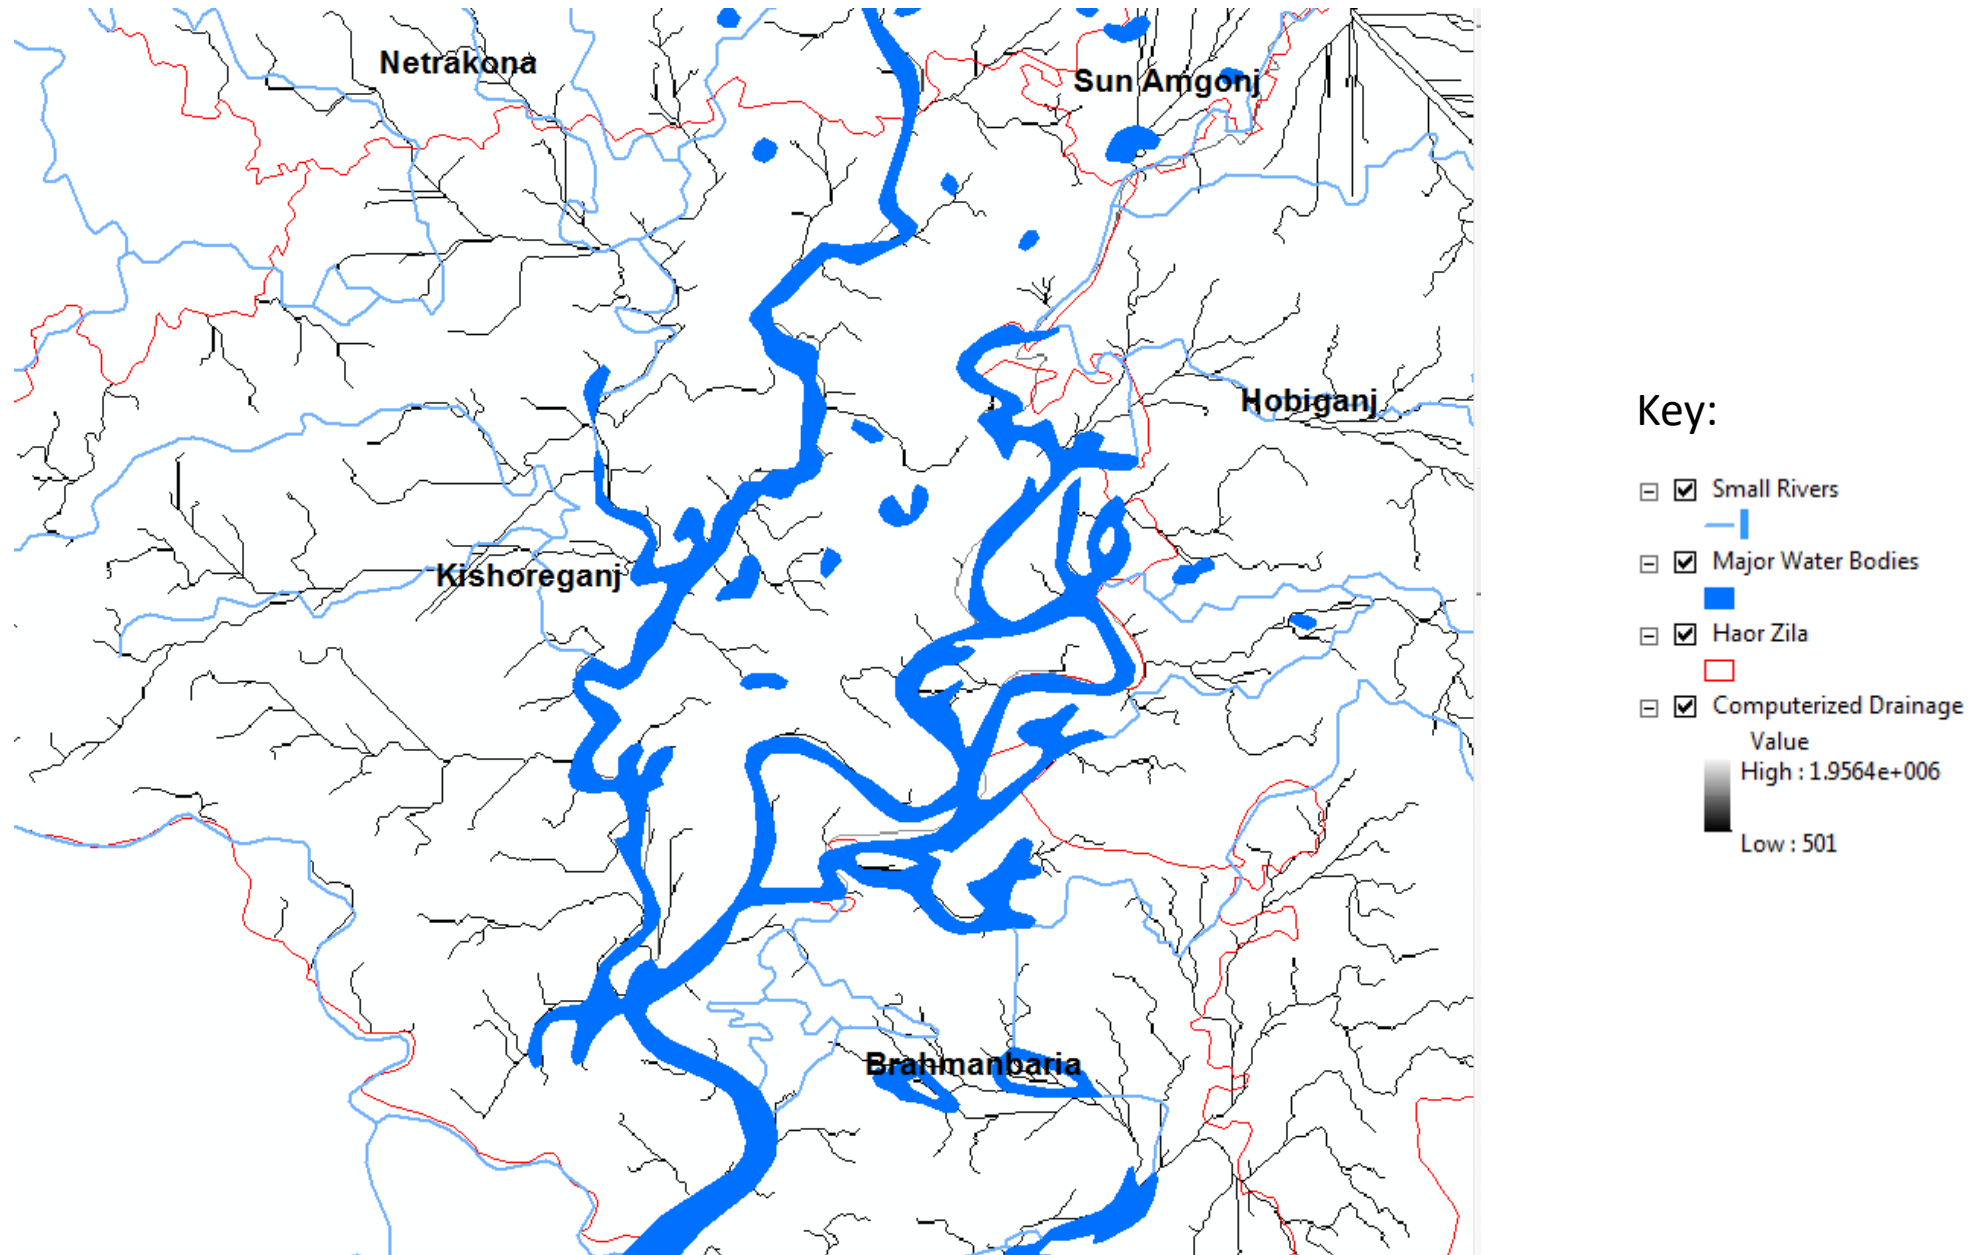 Netrakona
Sun Amgonj
Hobiganj
Kishoreganj
Brahmanbaria
Key:
Small Rivers
Major Water Bodies
Haor Zila
Computerized Drainage
Value
High : 1.9564e+006
Low : 501